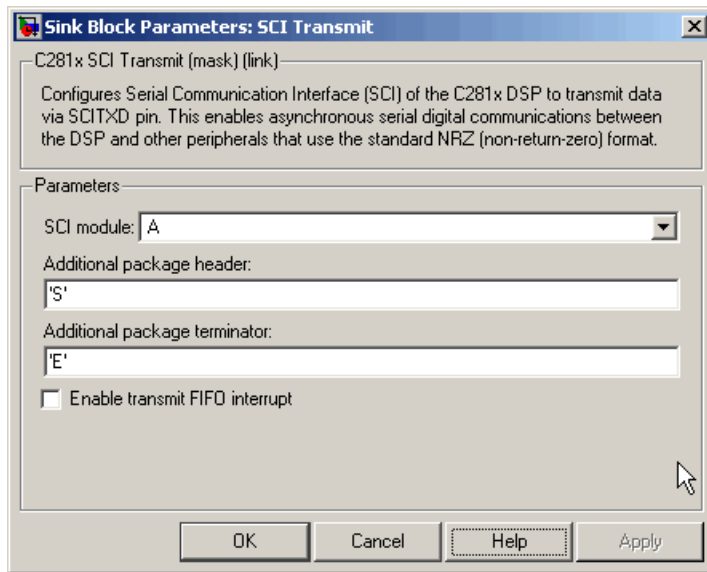 Sink Block Parameters: SCI Transmit
C281x SCI Transmit (mask) (link)
Configures Serial Communication Interface (SCI) of the C281x DSP to transmit data
via SCITXD pin. This enables asynchronous serial digital communications between
the DSP and other peripherals that use the standard NRZ (non-return-zero) format.
Parameters
SCI module: A
Additional package header:
'S'
Additional package terminator:
'E'
Enable transmit FIFO interrupt
OK Cancel Help Apply